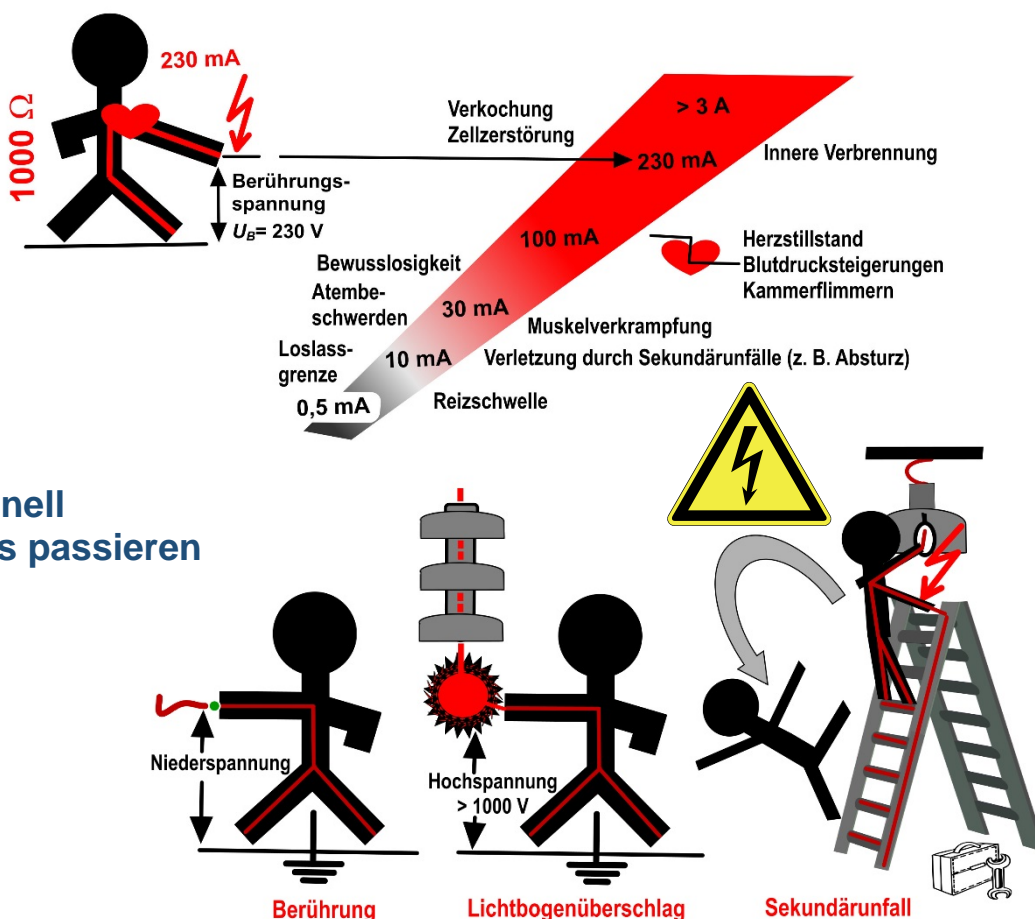 230 mA
1000 Ω
Berührungs-
spannung
U_B= 230 V
Verkochung
Zellzerstörung
> 3 A
230 mA
Innere Verbrennung
100 mA
Herzstillstand
Blutdrucksteigerungen
Kammerflimmern
Bewusslosigkeit
Atembe-
schwerden
30 mA
Muskelverkrampfung
Loslass-
grenze
10 mA
Verletzung durch Sekundärunfälle (z. B. Absturz)
0,5 mA
Reizschwelle
nell
s passieren
Niederspannung
Hochspannung
> 1000 V
Berührung
Lichtbogenüberschlag
Sekundärunfall